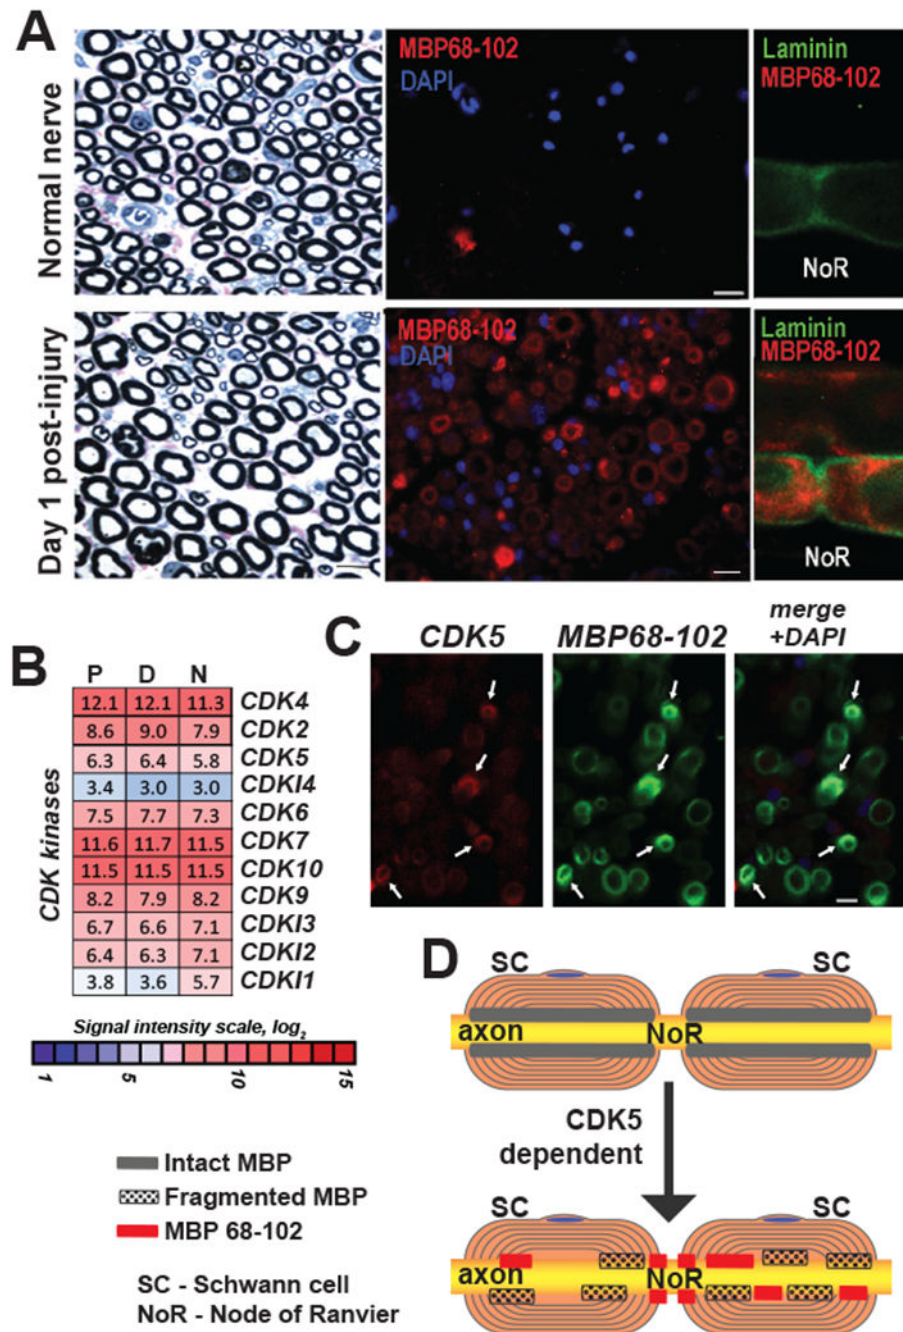 A
Normal nerve
MBP68-102
DAPI
Laminin
MBP68-102
NoR
Day 1 post-injury
MBP68-102
DAPI
Laminin
MBP68-102
NoR
B
P D N
CDK kinases
12.1 12.1 11.3 CDK4
8.6 9.0 7.9 CDK2
6.3 6.4 5.8 CDK5
3.4 3.0 3.0 CDKI4
7.5 7.7 7.3 CDK6
11.6 11.7 11.5 CDK7
11.5 11.5 11.5 CDK10
8.2 7.9 8.2 CDK9
6.7 6.6 7.1 CDKI3
6.4 6.3 7.1 CDKI2
3.8 3.6 5.7 CDKI1
Signal intensity scale, log2
1 5 10 15
C
CDK5
MBP68-102
merge
+DAPI
D
SC SC
axon NoR
CDK5
dependent
Intact MBP
Fragmented MBP
MBP 68-102
SC - Schwann cell
NoR - Node of Ranvier
SC SC
axon NoR